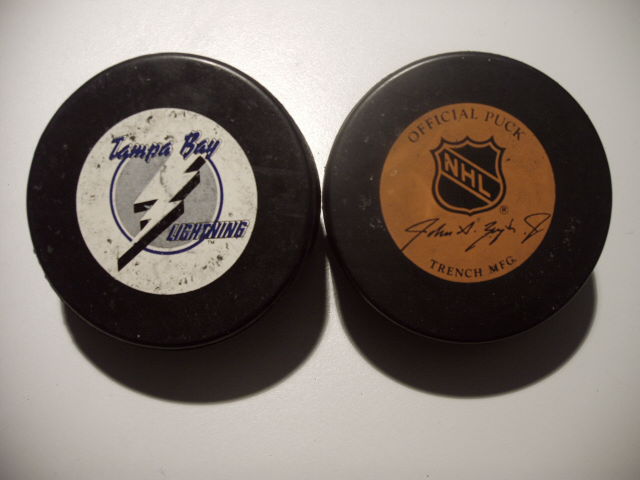 Tampa Bay
LIGHTNING
OFFICIAL PUCK
NHL
®
TRENCH MFG.